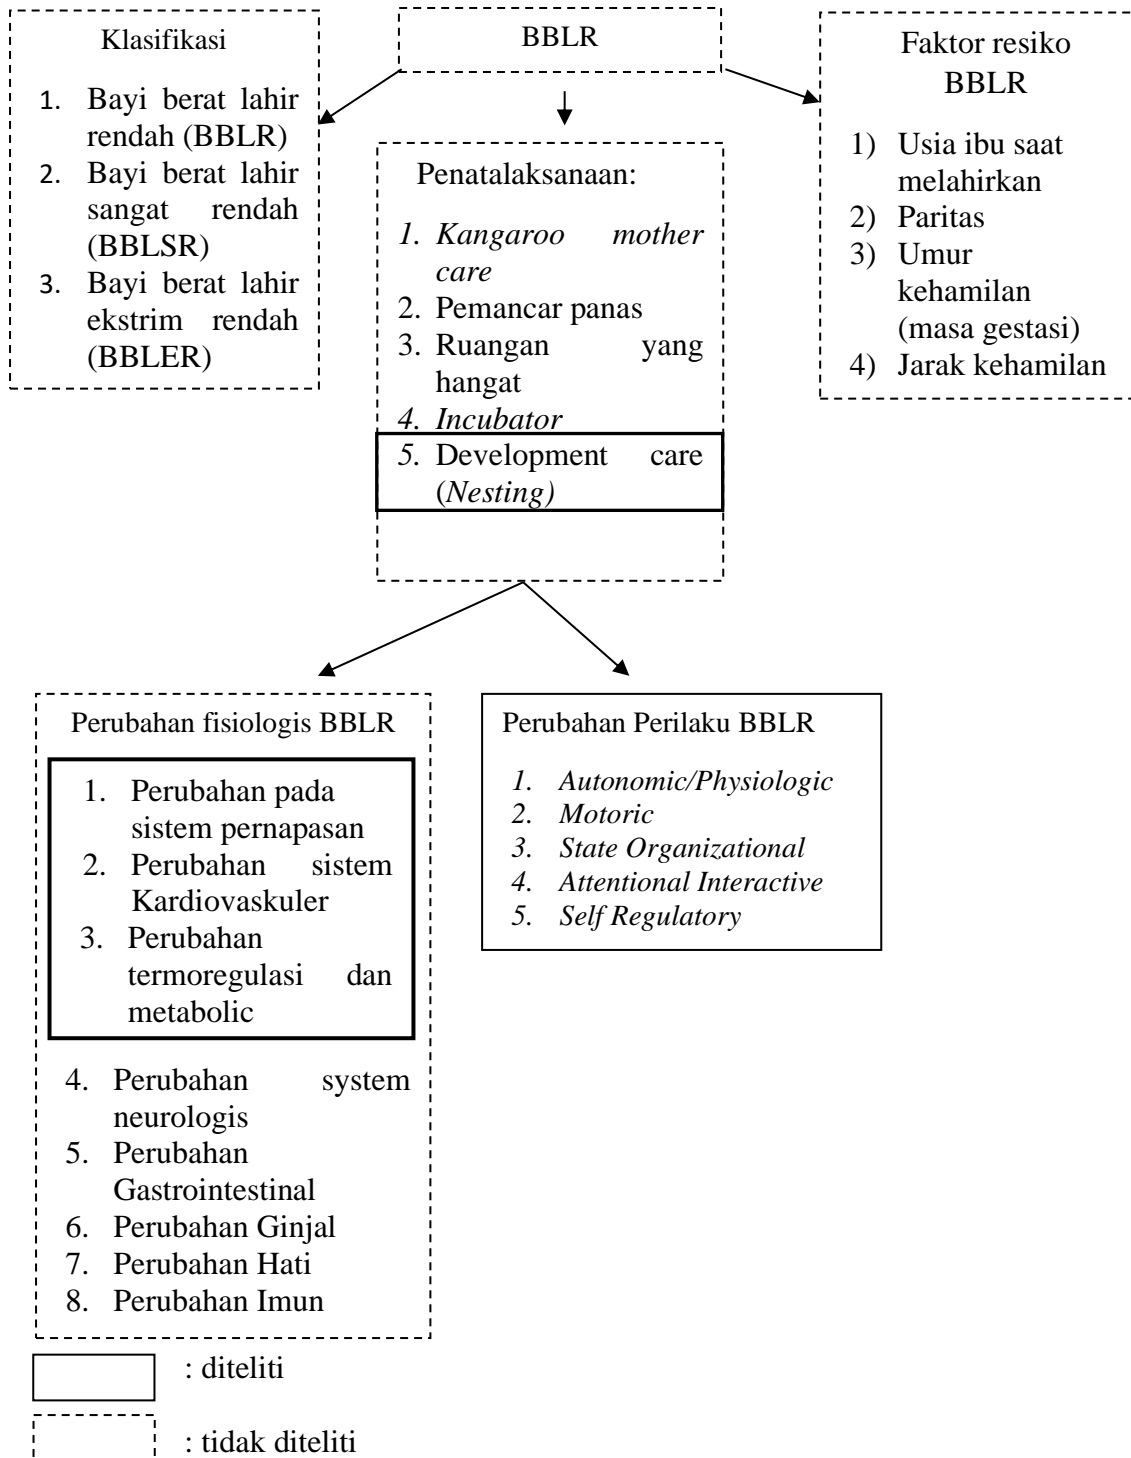 Klasifikasi
1. Bayi berat lahir
rendah (BBLR)
2. Bayi berat lahir
sangat rendah
(BBLSR)
3. Bayi berat lahir
ekstrim rendah
(BBLER)
BBLR
Faktor resiko
BBLR
1) Usia ibu saat
melahirkan
2) Paritas
3) Umur
kehamilan
(masa gestasi)
4) Jarak kehamilan
Penatalaksanaan:
1. Kangaroo mother
care
2. Pemancar panas
3. Ruangan yang
hangat
4. Incubator
5. Development care
(Nesting)
Perubahan fisiologis BBLR
1. Perubahan pada
sistem pernapasan
2. Perubahan sistem
Kardiovaskuler
3. Perubahan
termoregulasi dan
metabolic
4. Perubahan system
neurologis
5. Perubahan
Gastrointestinal
6. Perubahan Ginjal
7. Perubahan Hati
8. Perubahan Imun
Perubahan Perilaku BBLR
1. Autonomic/Physiologic
2. Motoric
3. State Organizational
4. Attentional Interactive
5. Self Regulatory
: diteliti
: tidak diteliti